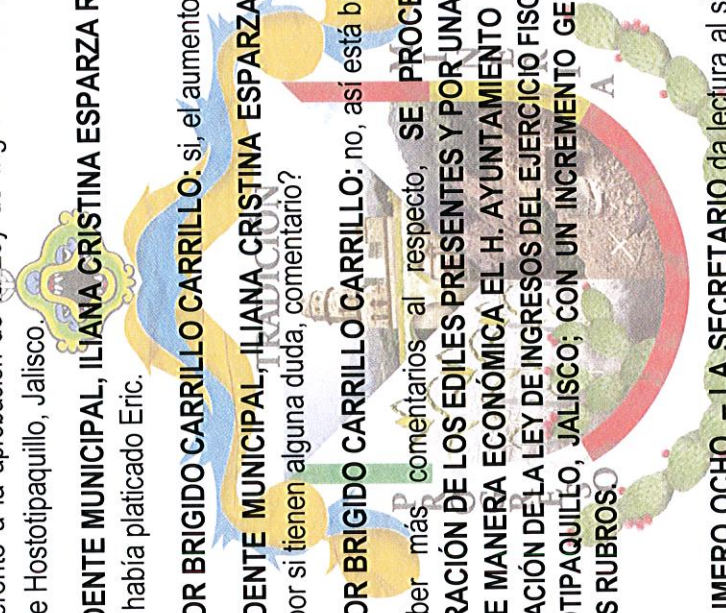 e Hostotipaquillo, Jalisco.
DENTE MUNICIPAL, ILIANA CRISTINA ESPARZA R
había platicado Eric.
OR BRIGIDO CARRILLO CARRILLO: si, el aumento
DENTE MUNICIPAL, ILIANA CRISTINA ESPARZA
por si tienen alguna duda, comentario?
OR BRIGIDO CARRILLO CARRILLO: no, así está b
ber más comentarios al respecto, SE PROCE
RACIÓN DE LOS EDILES PRESENTES Y POR UNA
E MANERA ECONÓMICA EL H. AYUNTAMIENTO
ACIÓN DE LA LEY DE INGRESOS DEL EJERCICIO FISC
TIPAQUILLO, JALISCO; CON UN INCREMENTO GE
S RUBROS.
MERO OCHO.- LA SECRETARIO da lectura al s
TRADICIÓN